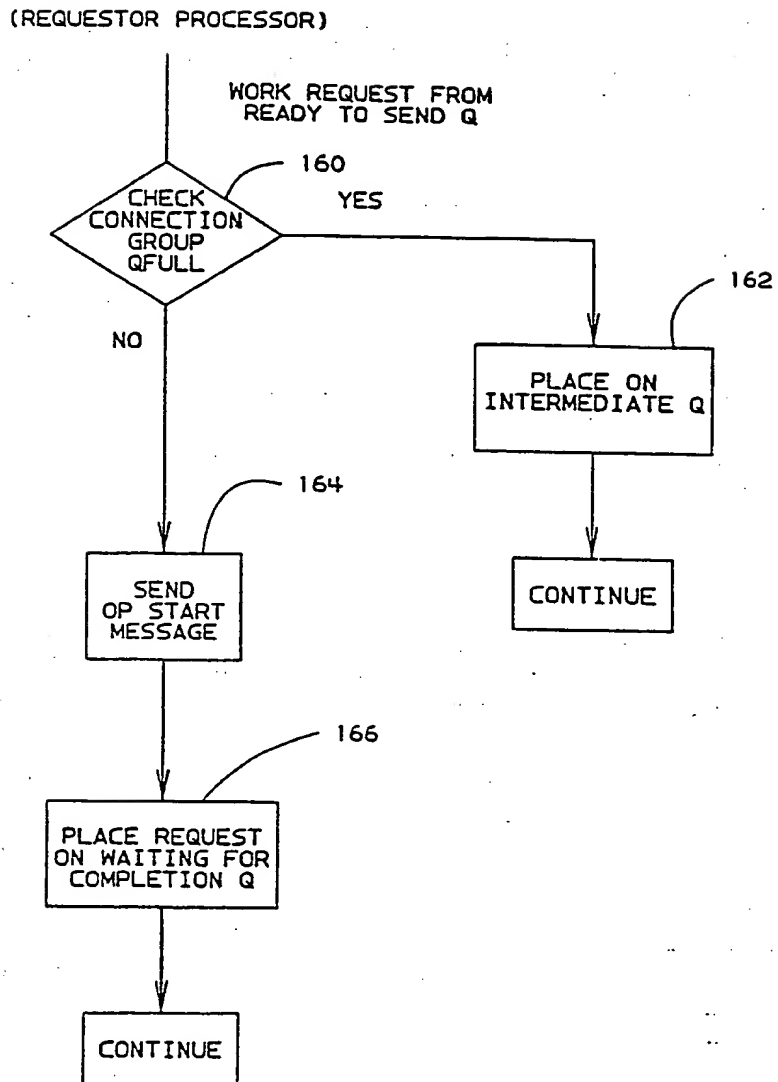 (REQUESTOR PROCESSOR)
WORK REQUEST FROM
READY TO SEND Q
160
CHECK
CONNECTION
GROUP
QFULL
YES
162
NO
PLACE ON
INTERMEDIATE Q
164
SEND
OP START
MESSAGE
CONTINUE
166
PLACE REQUEST
ON WAITING FOR
COMPLETION Q
CONTINUE